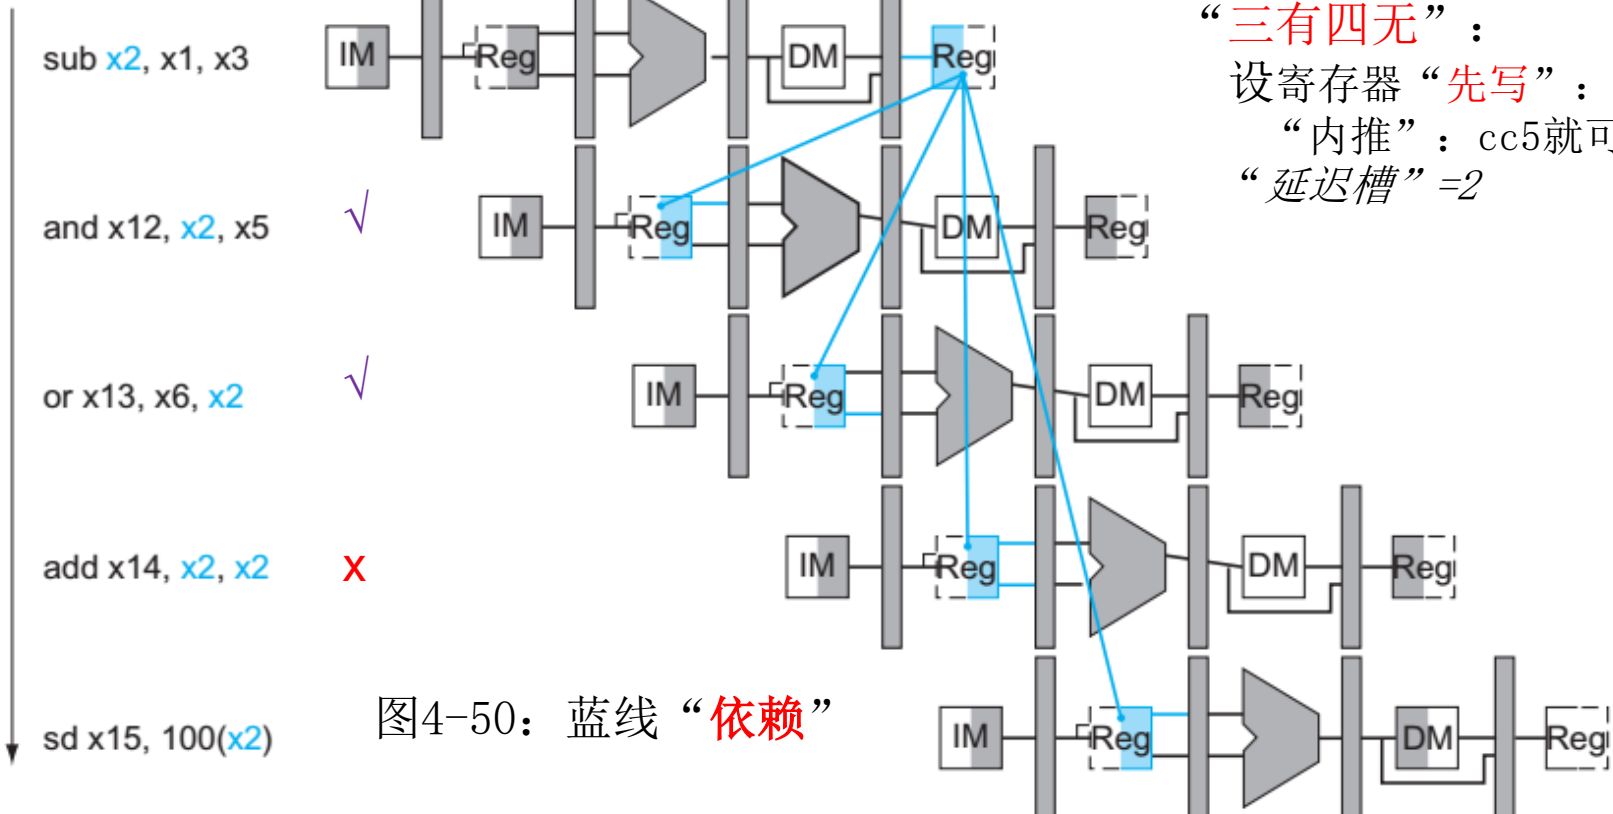 “三有四无”：
设寄存器“先写”：
“内推”：cc5就可
“延迟槽”=2
sub x2, x1, x3
IM Reg DM Reg
and x12, x2, x5 √
IM Reg DM Reg
or x13, x6, x2 √
IM Reg DM Reg
add x14, x2, x2 x
IM Reg DM Reg
sd x15, 100(x2)
IM Reg DM Reg
图4-50：蓝线“依赖”